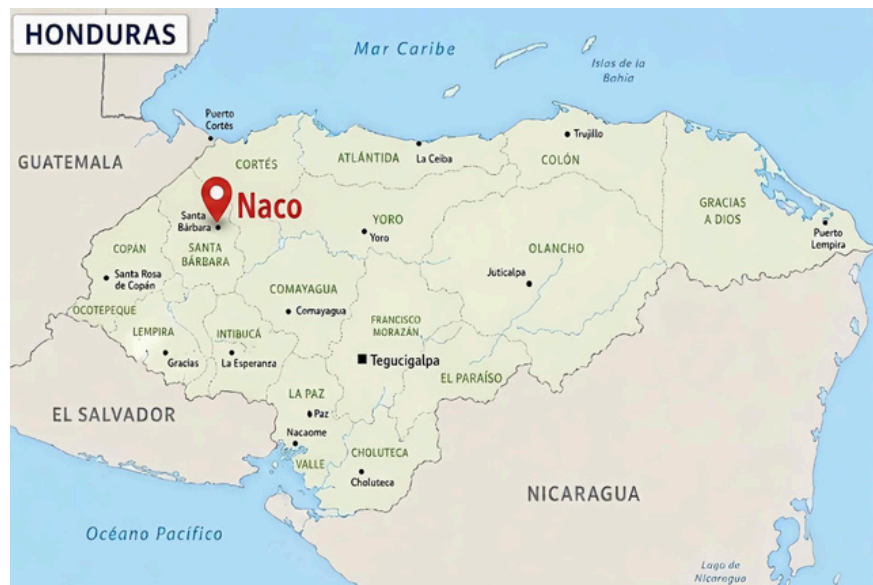 HONDURAS
Mar Caribe
Islas de la
Bahía
Puerto
Cortés
GUATEMALA
CORTÉS
ATLÁNTIDA
La Ceiba
Trujillo
COLÓN
Naco
GRACIAS
A DIOS
Santa
Bárbara
YORO
Yoro
Puerto
Lempira
COPÁN
SANTA
BÁRBARA
OLANCHO
Santa Rosa
de Copán
COMAYAGUA
Juticalpa
OCOTEPEQUE
Comayagua
FRANCISCO
MORAZÁN
LEMPIRA
INTIBUCÁ
Gracias
La Esperanza
Tegucigalpa
EL PARAÍSO
LA PAZ
EL SALVADOR
Paz
Nacaome
VALLE
CHOLUTECA
Choluteca
NICARAGUA
Océano Pacífico
Lago de
Nicaragua